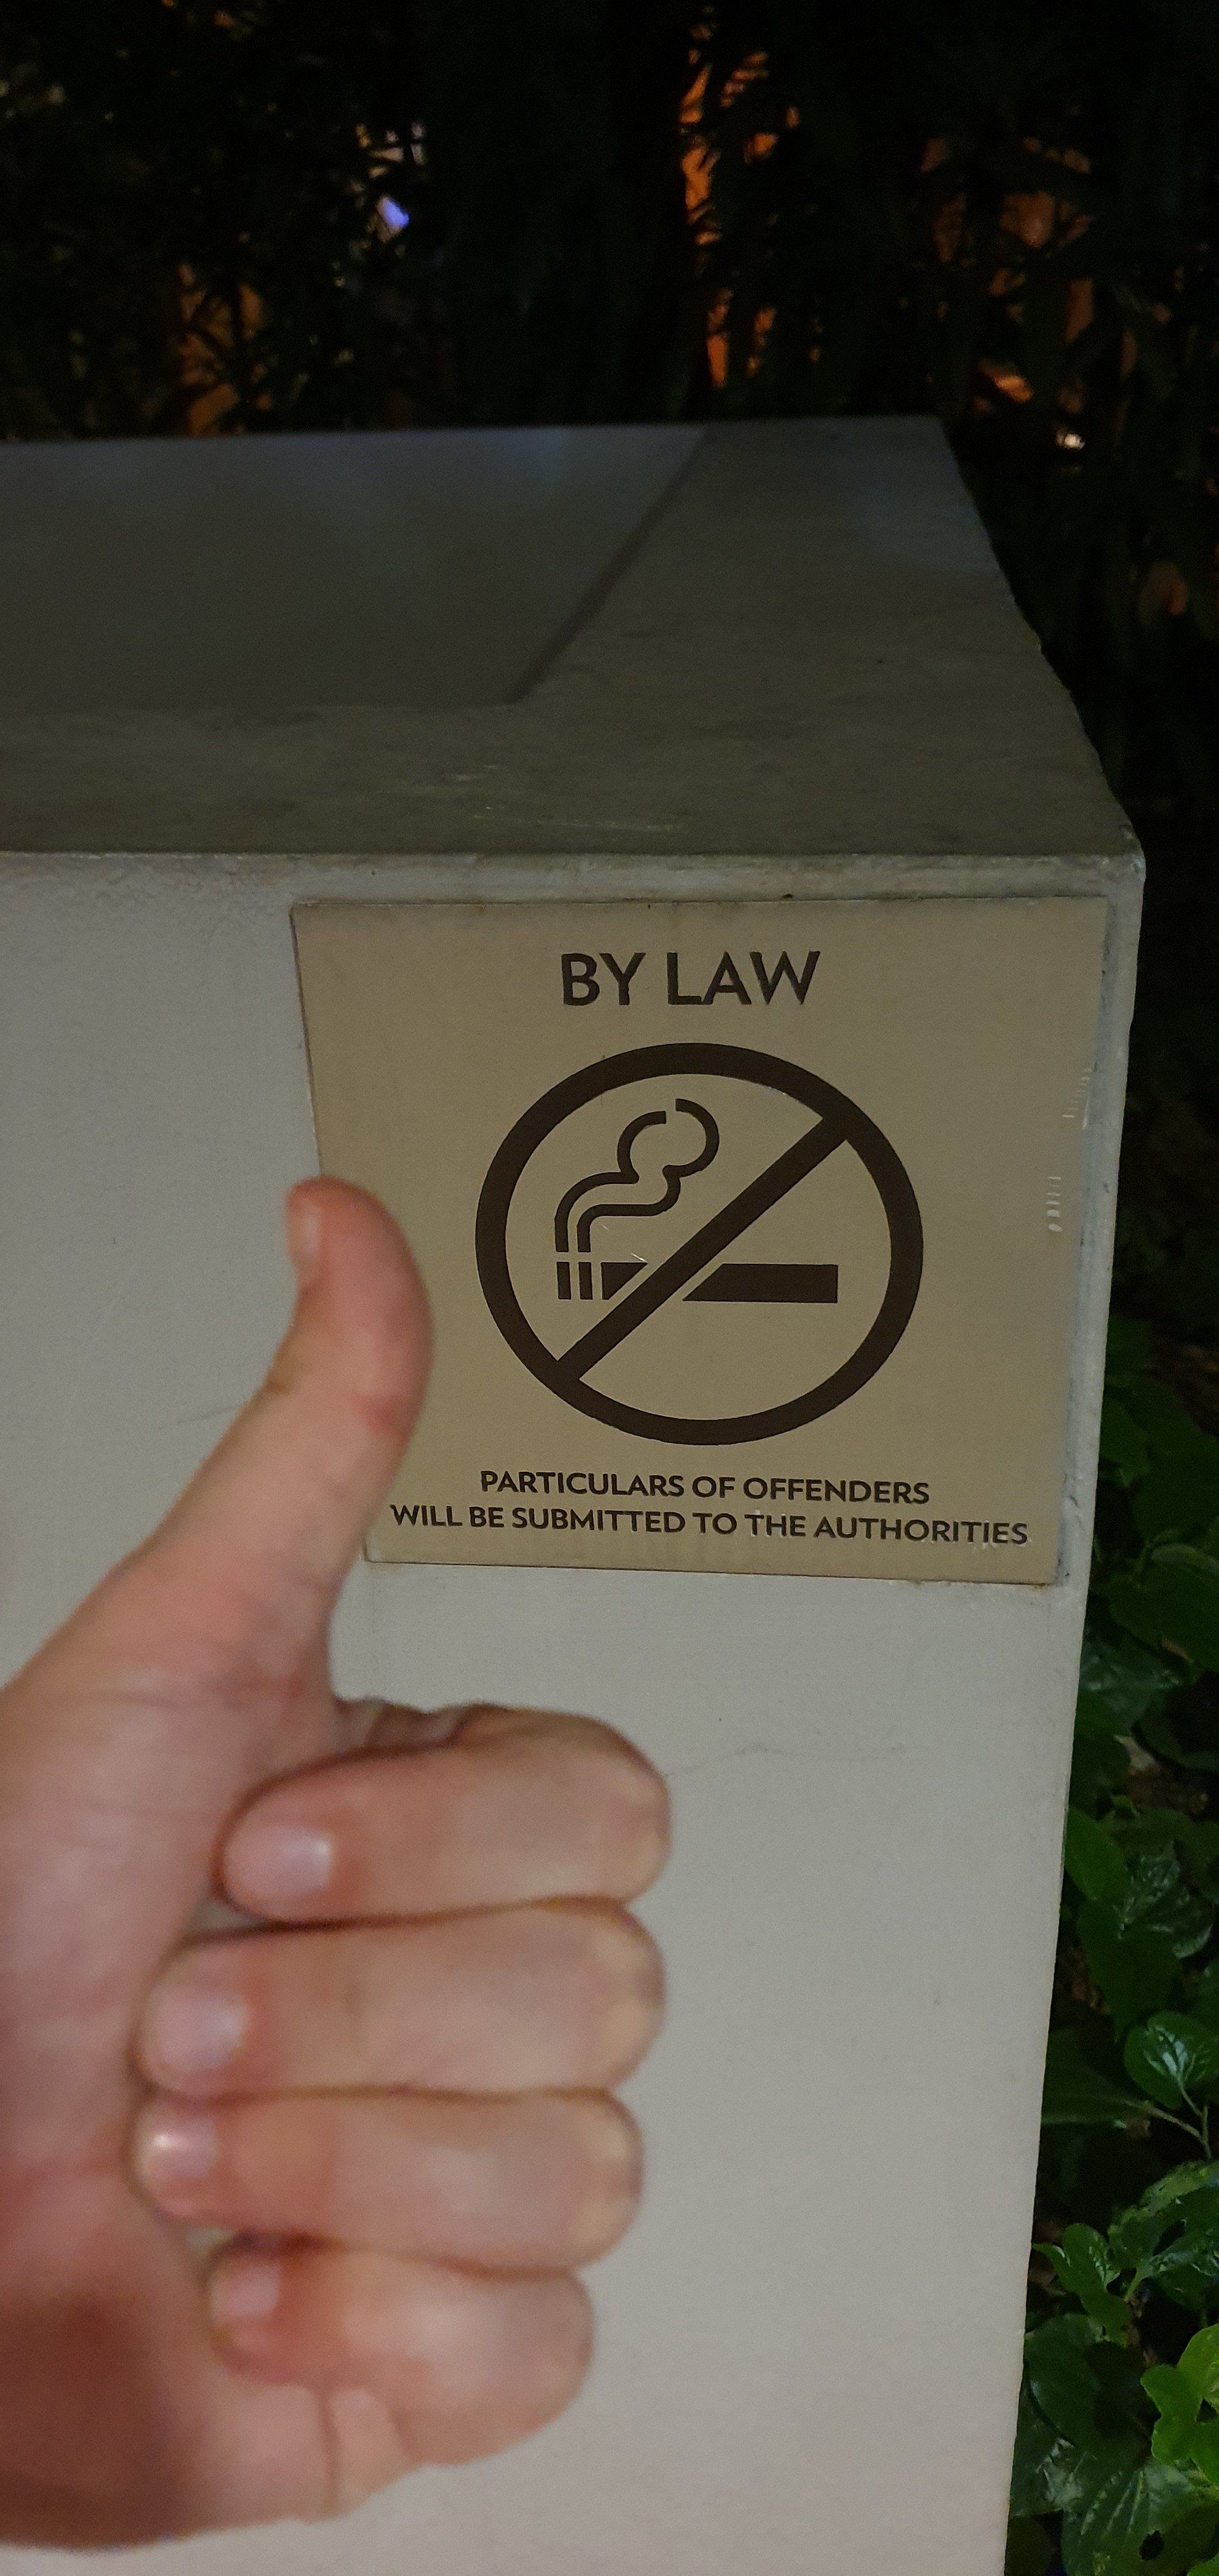 BY LAW
PARTICULARS OF OFFENDERS
WILL BE SUBMITTED TO THE AUTHORITIES